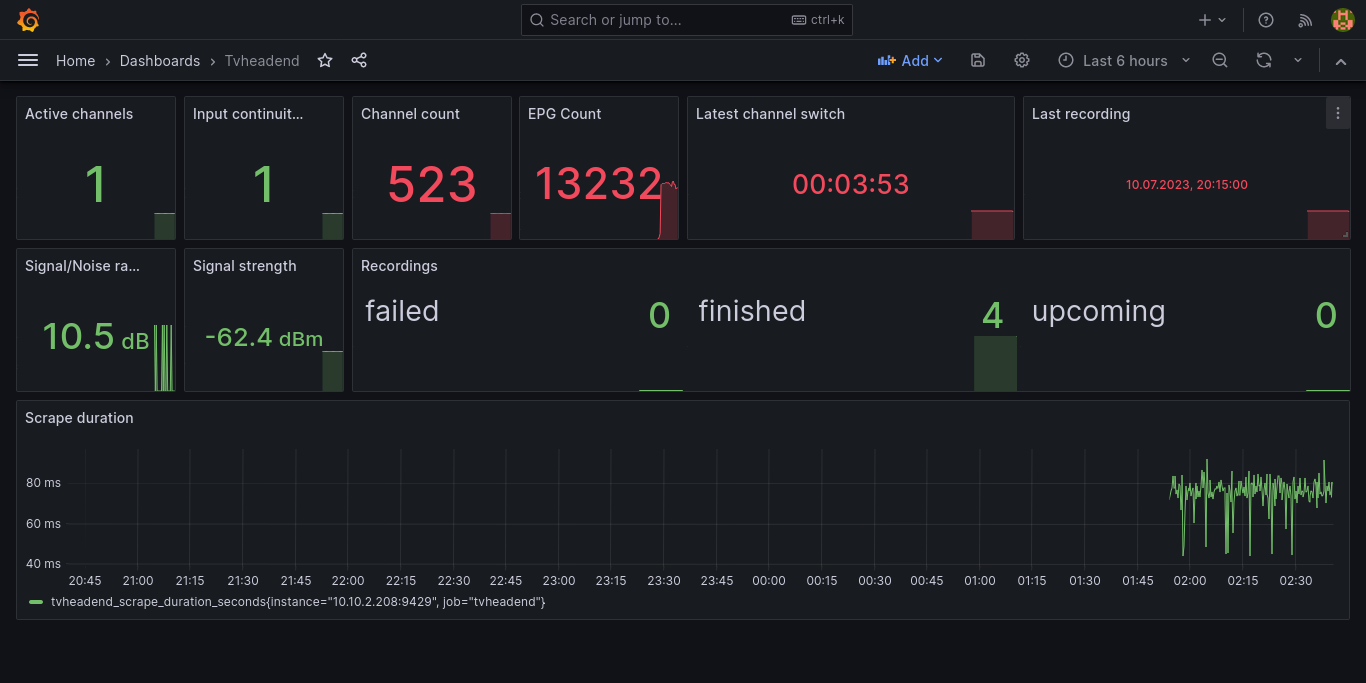 Search or jump to... ctrl+k
Home › Dashboards › Tvheadend Add Last 6 hours
Active channels
1
Input continuit...
1
Channel count
523
EPG Count
13232
Latest channel switch
00:03:53
Last recording
10.07.2023, 20:15:00
Signal/Noise ra...
10.5 dB
Signal strength
-62.4 dBm
Recordings
failed 0 finished 4 upcoming 0
Scrape duration
80 ms
60 ms
40 ms
20:45 21:00 21:15 21:30 21:45 22:00 22:15 22:30 22:45 23:00 23:15 23:30 23:45 00:00 00:15 00:30 00:45 01:00 01:15 01:30 01:45 02:00 02:15 02:30
tvheadend_scrape_duration_seconds{instance="10.10.2.208:9429", job="tvheadend"}